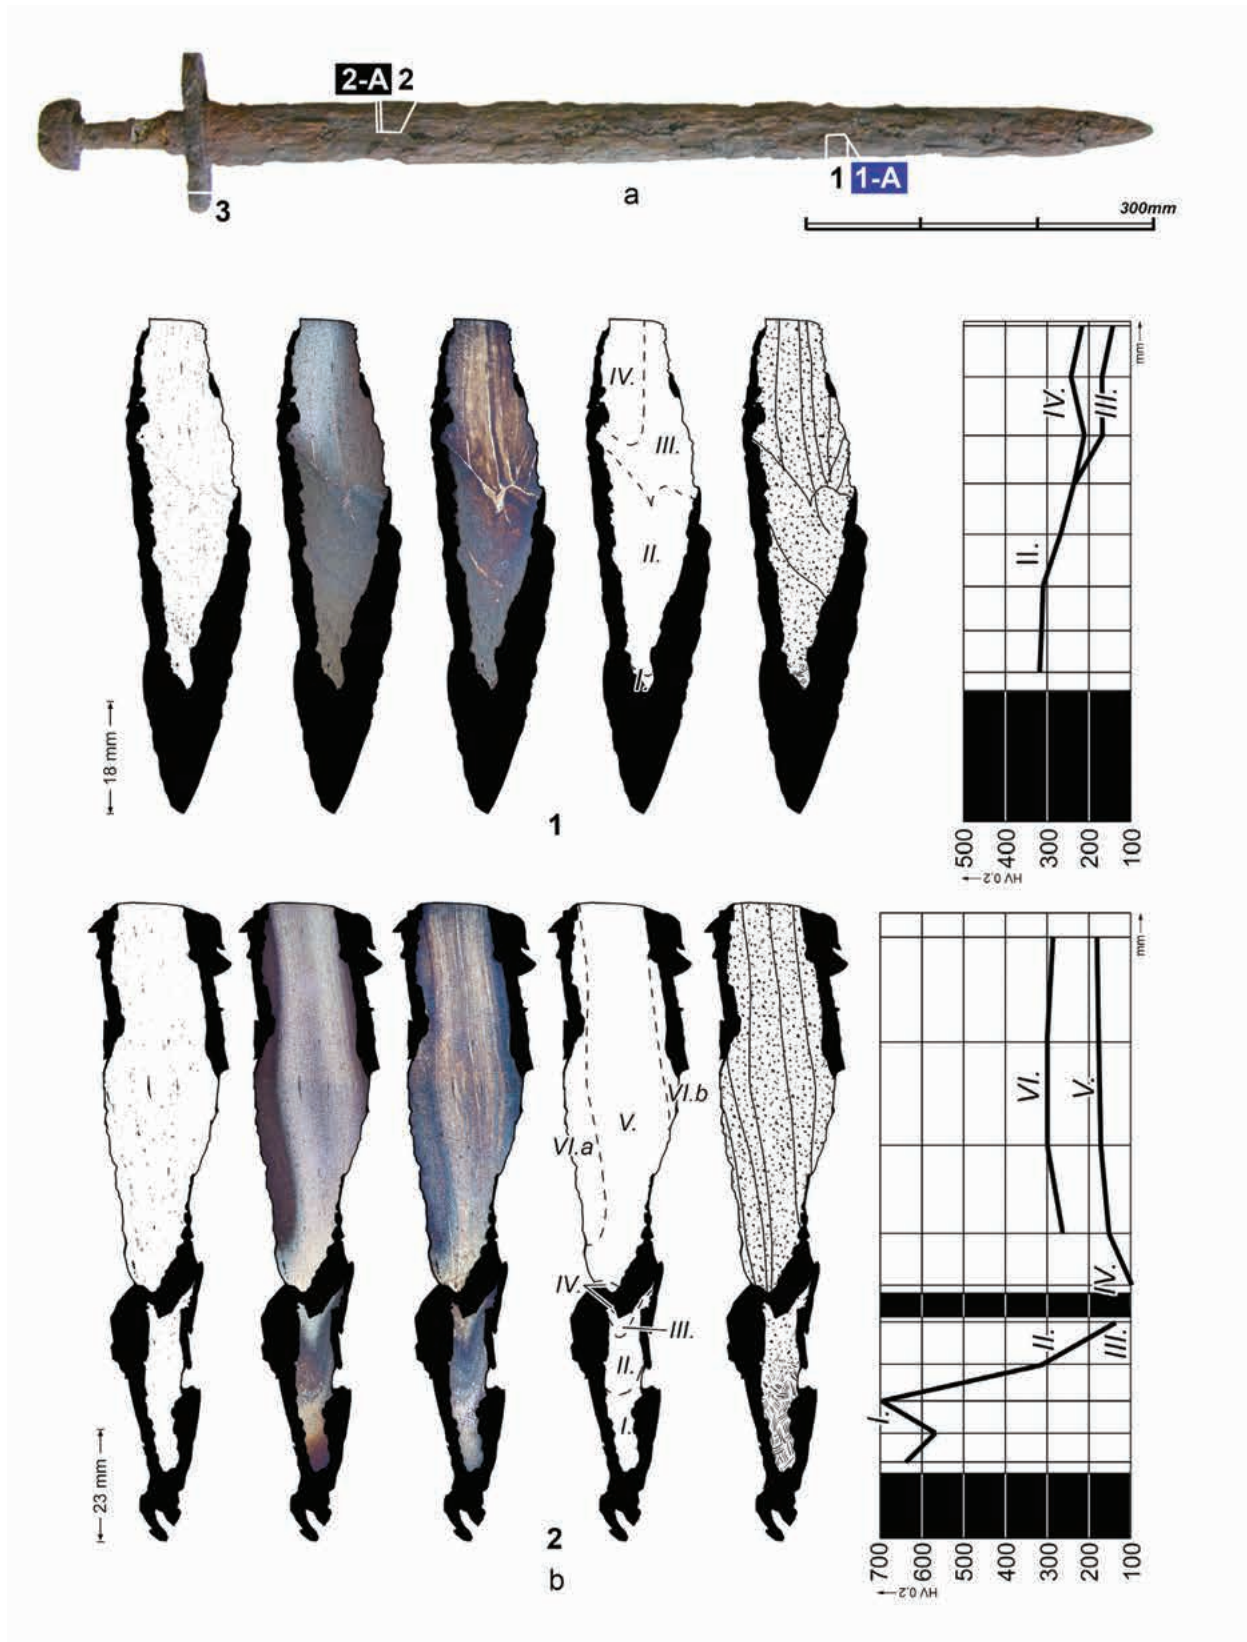 2-A 2
3
a
1 1-A
300mm
IV.
III.
II.
I.
18 mm
1
IV.
III.
II.
mm
500 400 300 200 100
HV 0,2
VI.b
V.
VI.a
IV.
III.
II.
I.
23 mm
2
b
VI.
V.
IV.
III.
II.
I.
mm
700 600 500 400 300 200 100
HV 0,2